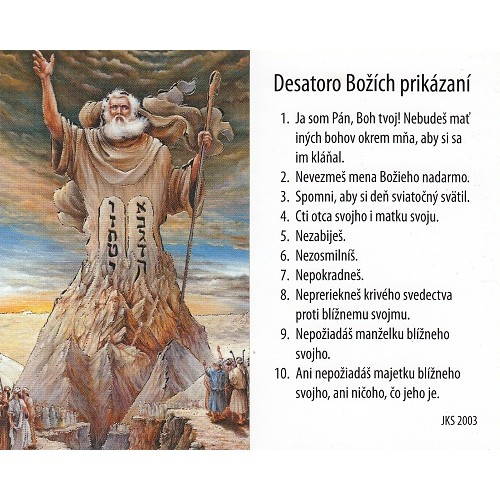 Desatoro Božích prikázaní
1. Ja som Pán, Boh tvoj! Nebudeš mať
iných bohov okrem mňa, aby si sa
im kláňal.
2. Nevezmeš mena Božieho nadarmo.
3. Spomni, aby si deň sviatočný svätil.
4. Cti otca svojho i matku svoju.
5. Nezabiješ.
6. Nezosmilníš.
7. Nepokradneš.
8. Nepreriekneš krivého svedectva
proti blížnemu svojmu.
9. Nepožiadáš manželku blížneho
svojho.
10. Ani nepožiadáš majetku blížneho
svojho, ani ničoho, čo jeho je.
JKS 2003